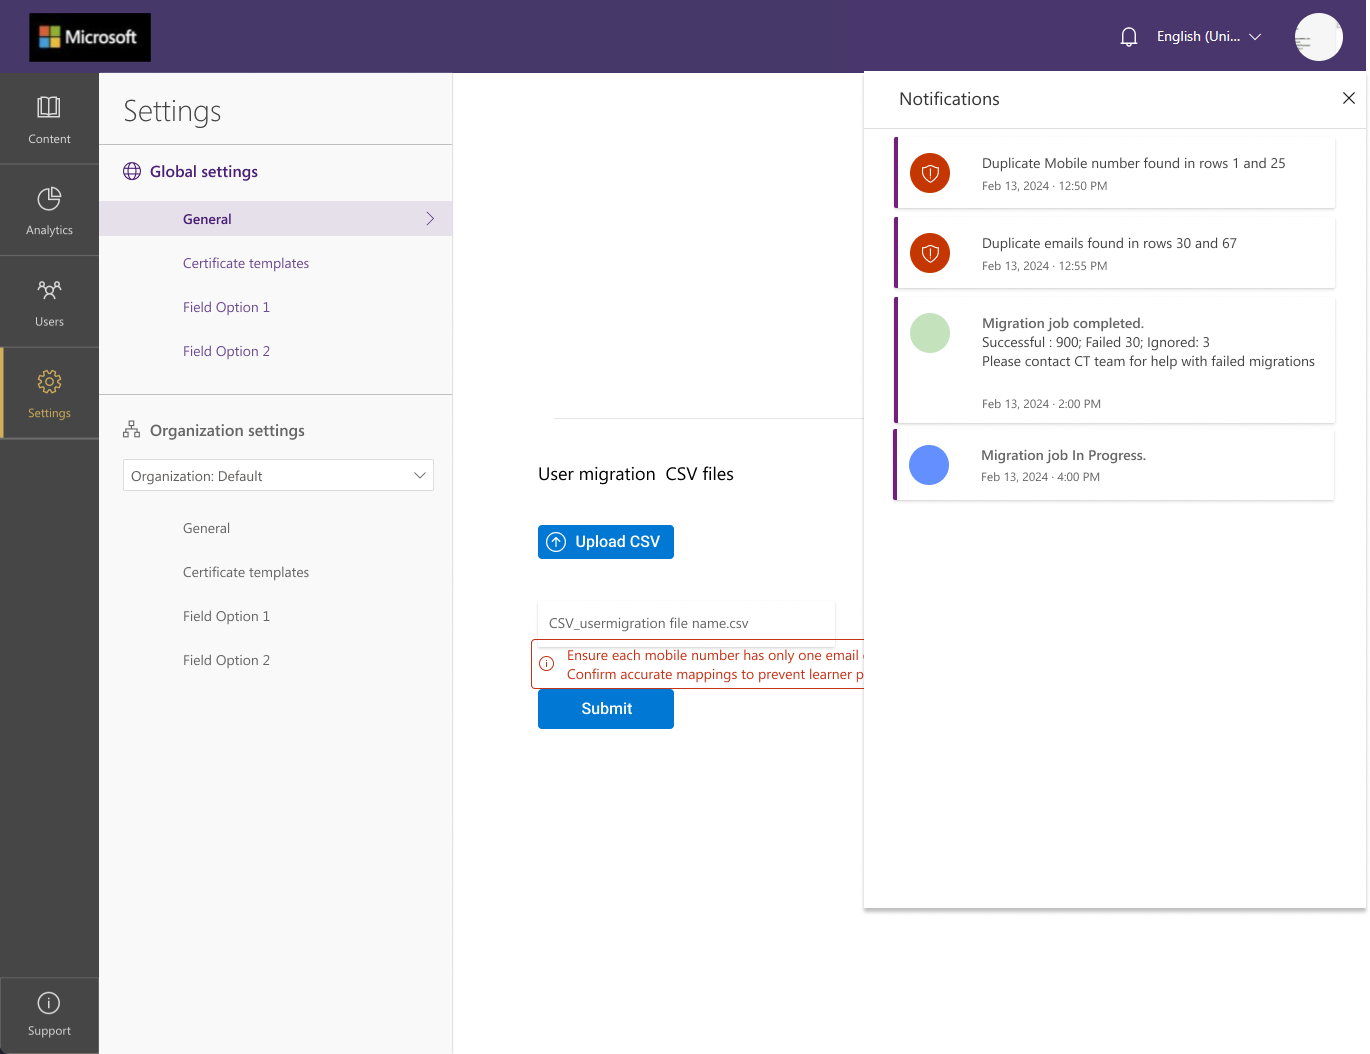 Microsoft
English (Uni...
Content
Analytics
Users
Settings
Support
Settings
Global settings
General
Certificate templates
Field Option 1
Field Option 2
Organization settings
Organization: Default
General
Certificate templates
Field Option 1
Field Option 2
User migration  CSV files
Upload CSV
CSV_usermigration file name.csv
Ensure each mobile number has only one email
Confirm accurate mappings to prevent learner p
Submit
Notifications
Duplicate Mobile number found in rows 1 and 25
Feb 13, 2024 · 12:50 PM
Duplicate emails found in rows 30 and 67
Feb 13, 2024 · 12:55 PM
Migration job completed.
Successful : 900; Failed 30; Ignored: 3
Please contact CT team for help with failed migrations
Feb 13, 2024 · 2:00 PM
Migration job In Progress.
Feb 13, 2024 · 4:00 PM